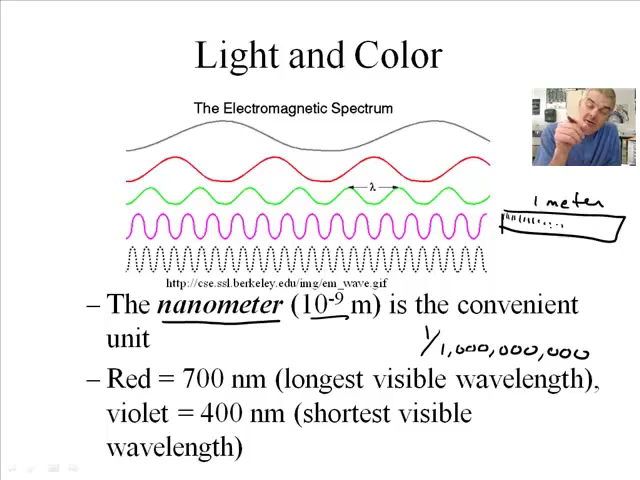 Light and Color
The Electromagnetic Spectrum
λ
1 meter
http://cse.ssl.berkeley.edu/img/em_wave.gif
– The nanometer (10-9 m) is the convenient
unit
1/1,000,000,000
– Red = 700 nm (longest visible wavelength),
violet = 400 nm (shortest visible
wavelength)